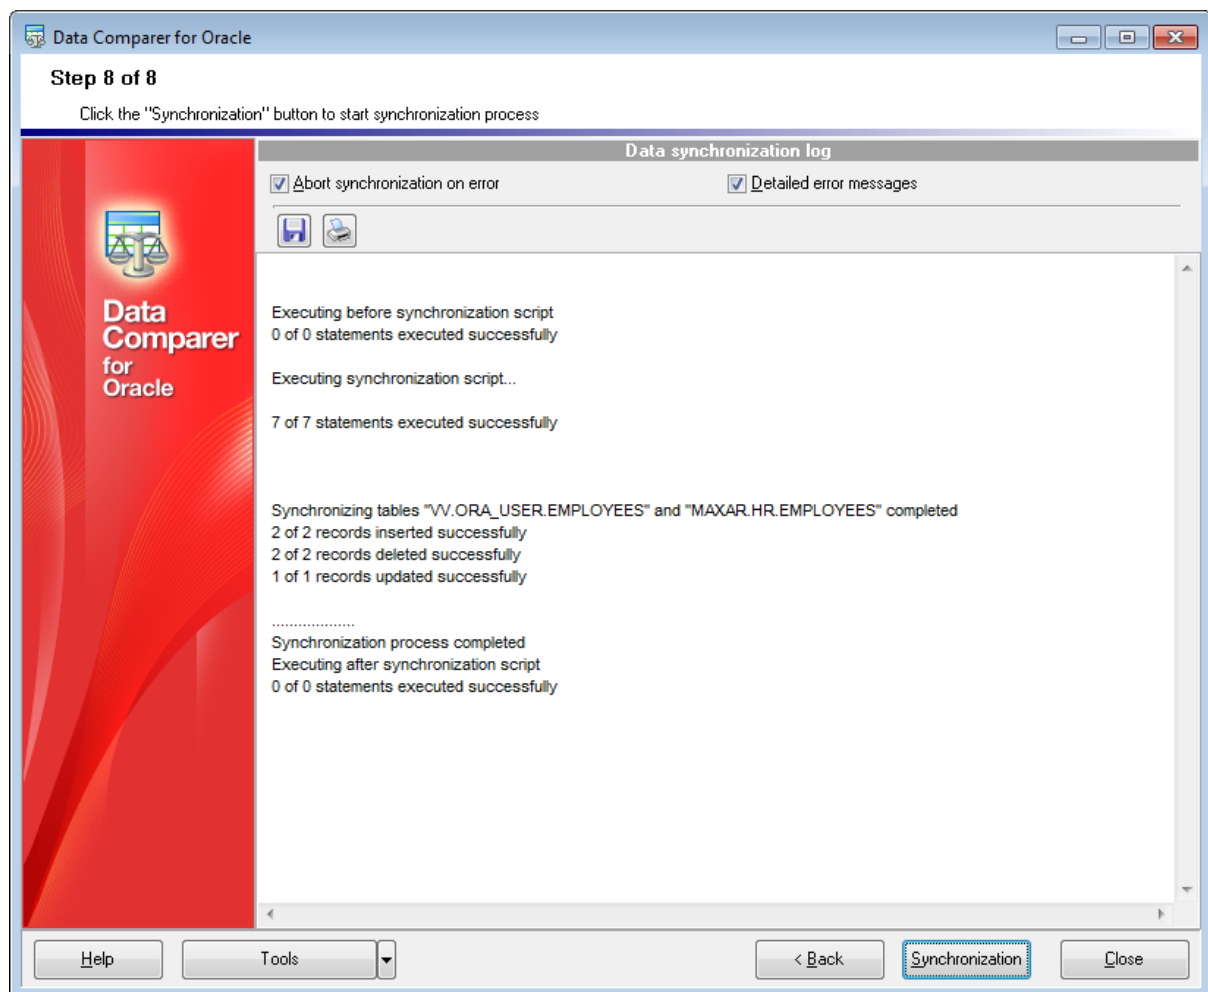 Data Comparer for Oracle
Step 8 of 8
Click the "Synchronization" button to start synchronization process
Data synchronization log
Abort synchronization on error
Detailed error messages
Data
Comparer
for
Oracle
Executing before synchronization script
0 of 0 statements executed successfully
Executing synchronization script...
7 of 7 statements executed successfully
Synchronizing tables "VV.ORA_USER.EMPLOYEES" and "MAXAR.HR.EMPLOYEES" completed
2 of 2 records inserted successfully
2 of 2 records deleted successfully
1 of 1 records updated successfully
...................
Synchronization process completed
Executing after synchronization script
0 of 0 statements executed successfully
Help
Tools
< Back
Synchronization
Close